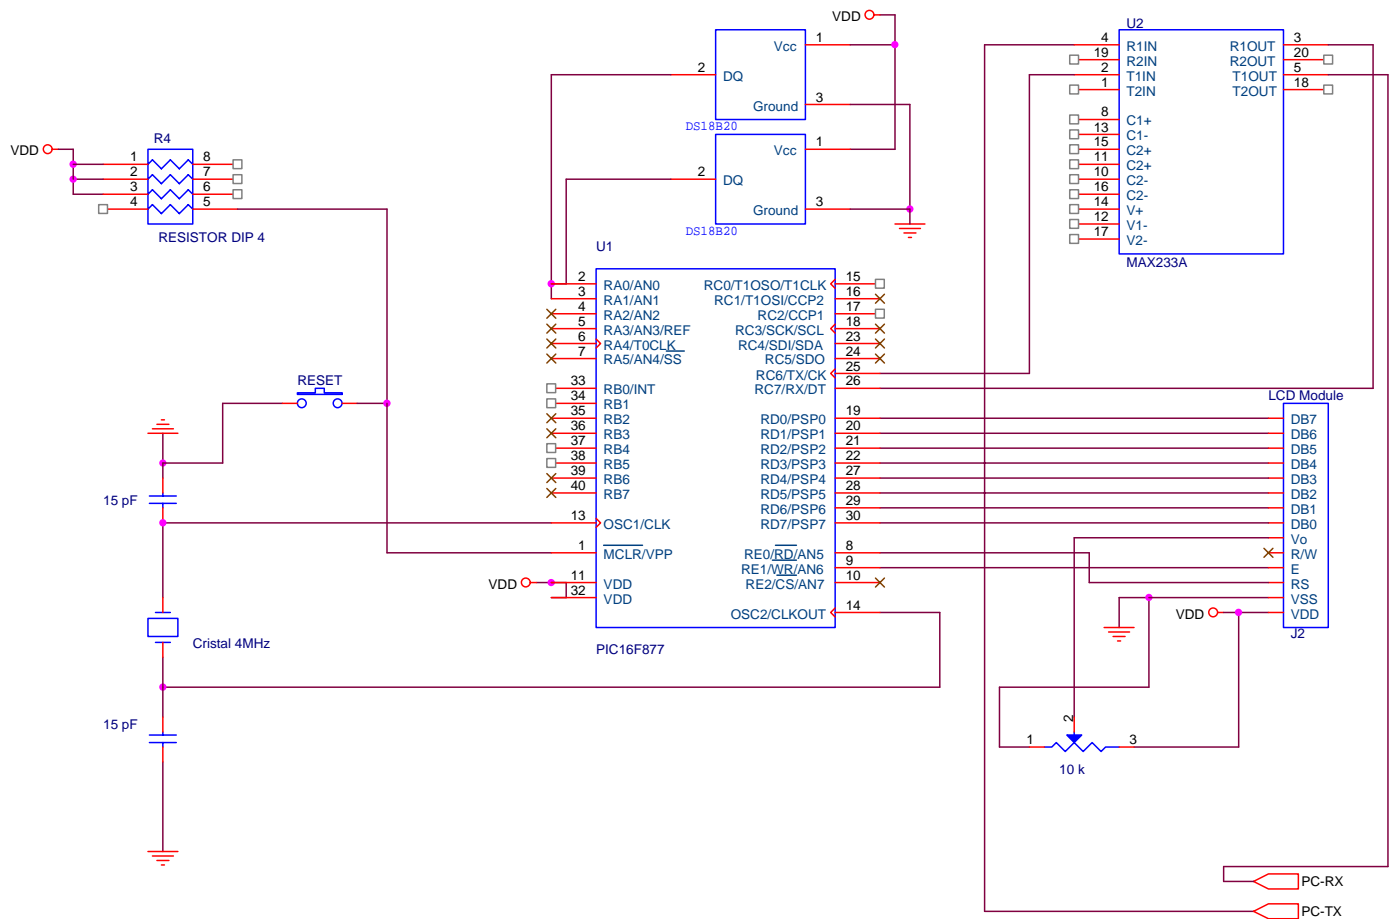 VDD
1
Vcc
2
DQ
Ground
3
DS18B20
1
Vcc
2
DQ
Ground
3
DS18B20
U2
4 R1IN R1OUT 3
19 R2IN R2OUT 20
2 T1IN T1OUT 5
1 T2IN T2OUT 18
8 C1+
13 C1-
15 C2+
11 C2+
10 C2-
16 C2-
14 V+
12 V1-
17 V2-
MAX233A
R4
VDD
1 8
2 7
3 6
4 5
RESISTOR DIP 4
U1
2 RA0/AN0 RC0/T1OSO/T1CLK 15
3 RA1/AN1 RC1/T1OSI/CCP2 16
4 RA2/AN2 RC2/CCP1 17
5 RA3/AN3/REF RC3/SCK/SCL 18
6 RA4/T0CLK RC4/SDI/SDA 23
7 RA5/AN4/SS RC5/SDO 24
RC6/TX/CK 25
33 RB0/INT RC7/RX/DT 26
34 RB1
35 RB2 RD0/PSP0 19
36 RB3 RD1/PSP1 20
37 RB4 RD2/PSP2 21
38 RB5 RD3/PSP3 22
39 RB6 RD4/PSP4 27
40 RB7 RD5/PSP5 28
RD6/PSP6 29
13 OSC1/CLK RD7/PSP7 30
1 MCLR/VPP RE0/RD/AN5 8
RE1/WR/AN6 9
VDD 11 VDD RE2/CS/AN7 10
32 VDD
OSC2/CLKOUT 14
PIC16F877
RESET
15 pF
Cristal 4MHz
15 pF
LCD Module
DB7
DB6
DB5
DB4
DB3
DB2
DB1
DB0
Vo
R/W
E
RS
VSS
VDD VDD
J2
2
1 3
10 k
PC-RX
PC-TX